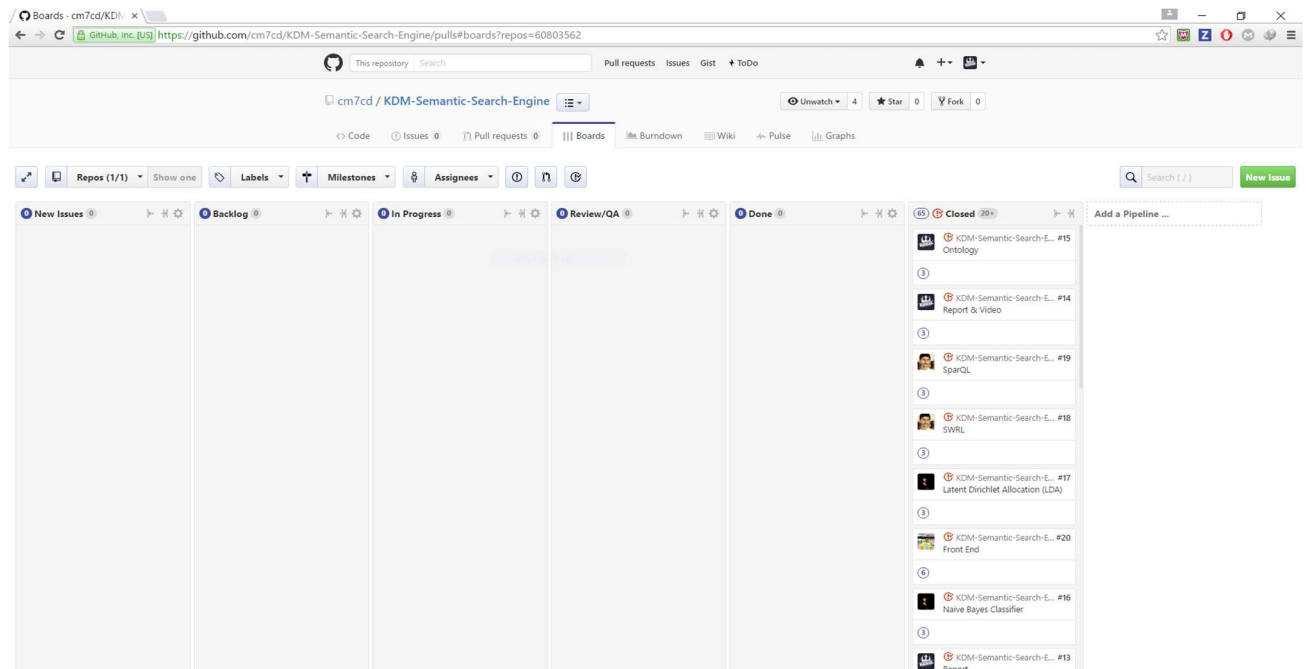 Boards · cm7cd/KDM
GitHub, Inc. [US] https://github.com/cm7cd/KDM-Semantic-Search-Engine/pulls#boards?repos=60803562
This repository Search Pull requests Issues Gist ToDo
cm7cd / KDM-Semantic-Search-Engine Unwatch 4 Star 0 Fork 0
<> Code Issues 0 Pull requests 0 Boards Burndown Wiki Pulse Graphs
Repos (1/1) Show one Labels Milestones Assignees Search ( / ) New Issue
0 New Issues 0 0 Backlog 0 0 In Progress 0 0 Review/QA 0 0 Done 0 65 Closed 20+ Add a Pipeline ...
KDM-Semantic-Search-E... #15
Ontology
3
KDM-Semantic-Search-E... #14
Report & Video
3
KDM-Semantic-Search-E... #19
SparQL
3
KDM-Semantic-Search-E... #18
SWRL
3
KDM-Semantic-Search-E... #17
Latent Dirichlet Allocation (LDA)
3
KDM-Semantic-Search-E... #20
Front End
6
KDM-Semantic-Search-E... #16
Naive Bayes Classifier
3
KDM-Semantic-Search-E... #13
Report